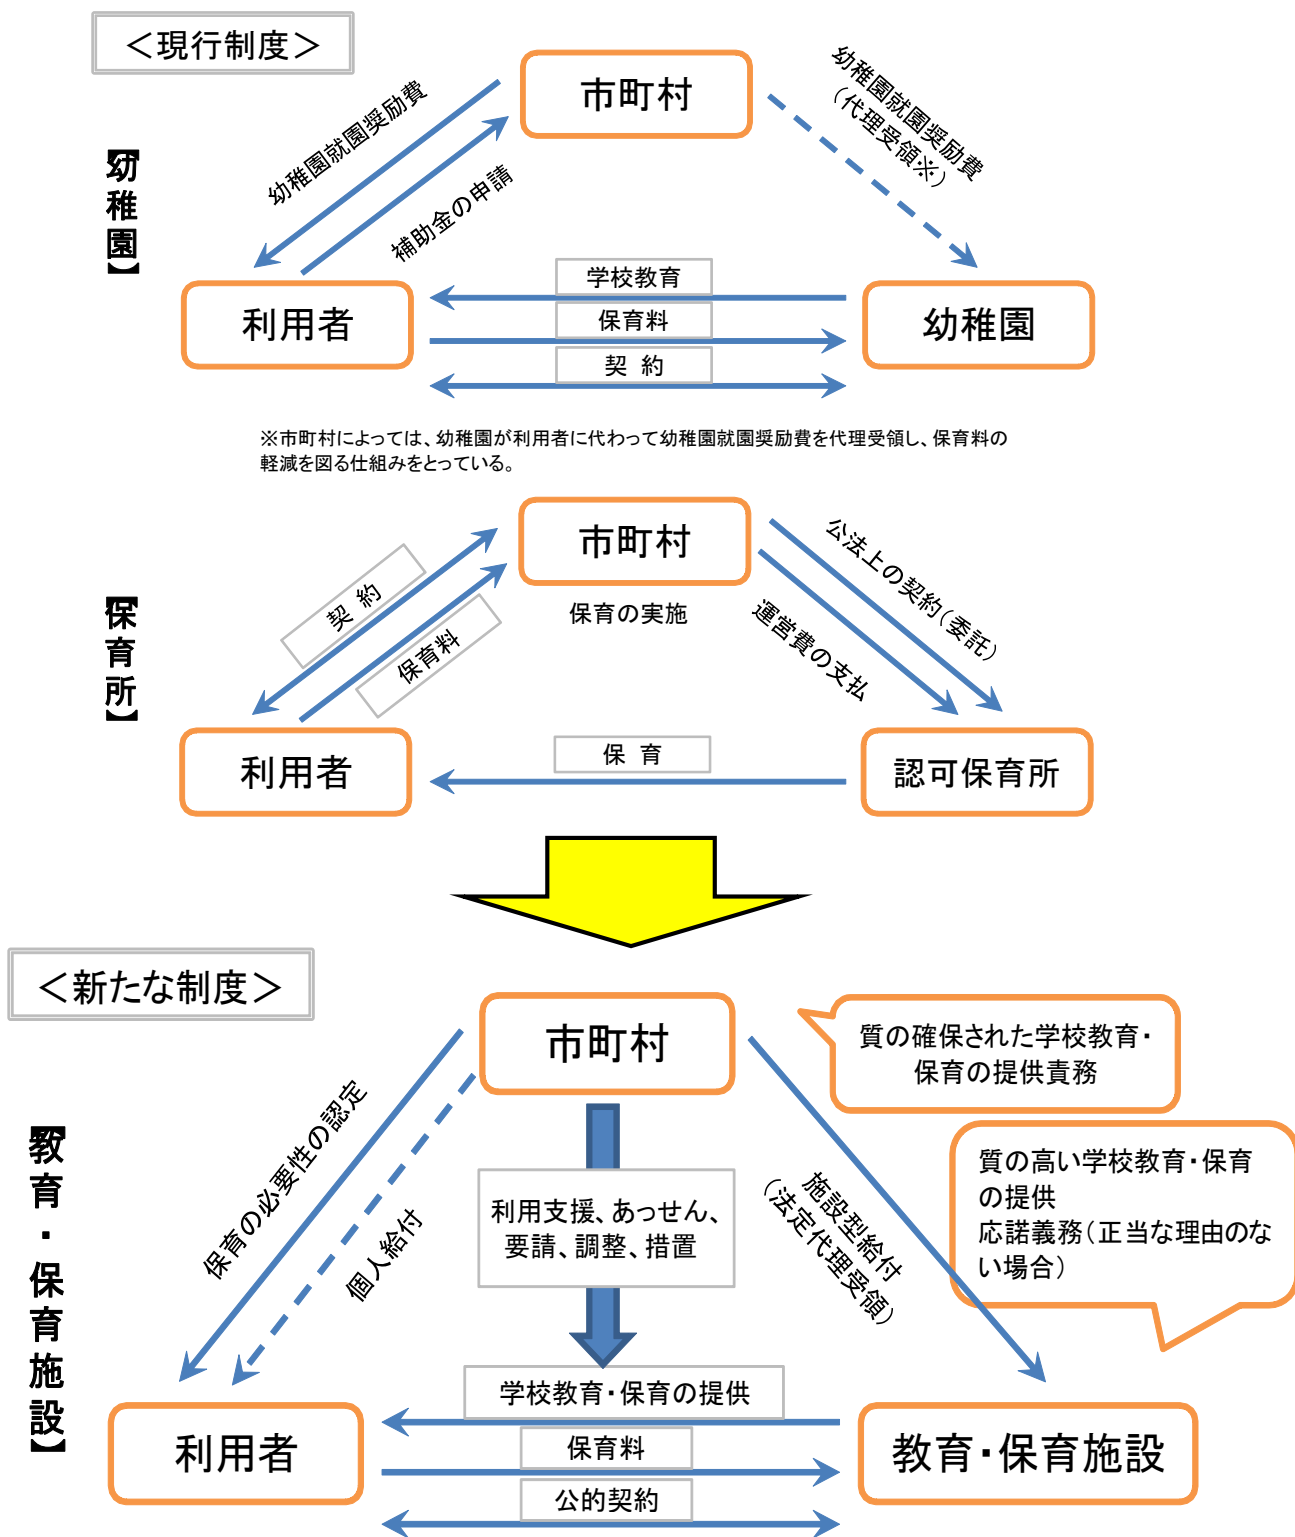 ＜現行制度＞
【幼稚園】
市町村
幼稚園就園奨励費
補助金の申請
幼稚園就園奨励費
（代理受領※）
利用者
学校教育
保育料
契 約
幼稚園
※市町村によっては、幼稚園が利用者に代わって幼稚園就園奨励費を代理受領し、保育料の
軽減を図る仕組みをとっている。
【保育所】
市町村
保育の実施
契 約
保育料
公法上の契約（委託）
運営費の支払
利用者
保 育
認可保育所
＜新たな制度＞
【教育・保育施設】
市町村
質の確保された学校教育・
保育の提供責務
質の高い学校教育・保育
の提供
応諾義務（正当な理由のな
い場合）
保育の必要性の認定
個人給付
利用支援、あっせん、
要請、調整、措置
施設型給付
（法定代理受領）
利用者
学校教育・保育の提供
保育料
公的契約
教育・保育施設